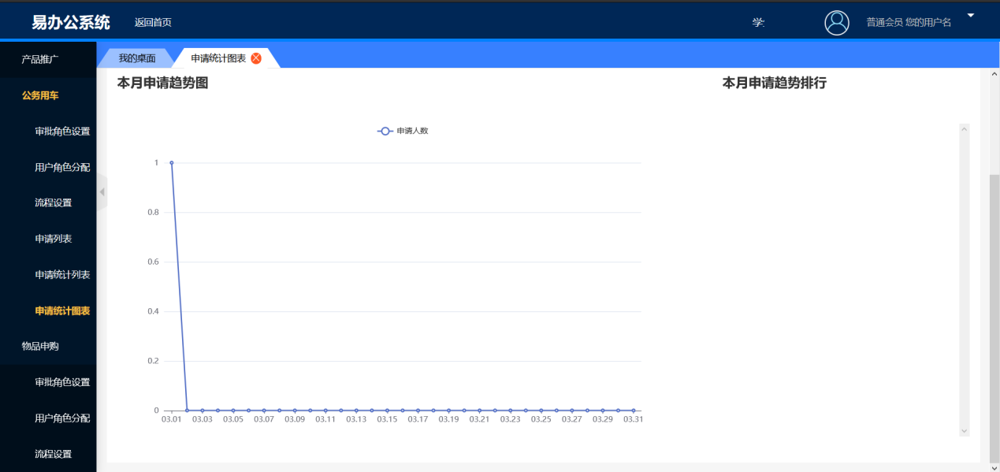 易办公系统
返回首页
学:
普通会员 您的用户名
产品推广
公务用车
审批角色设置
用户角色分配
流程设置
申请列表
申请统计列表
申请统计图表
物品申购
审批角色设置
用户角色分配
流程设置
我的桌面
申请统计图表
本月申请趋势图
本月申请趋势排行
申请人数
1
0.8
0.6
0.4
0.2
0
03.01 03.03 03.05 03.07 03.09 03.11 03.13 03.15 03.17 03.19 03.21 03.23 03.25 03.27 03.29 03.31